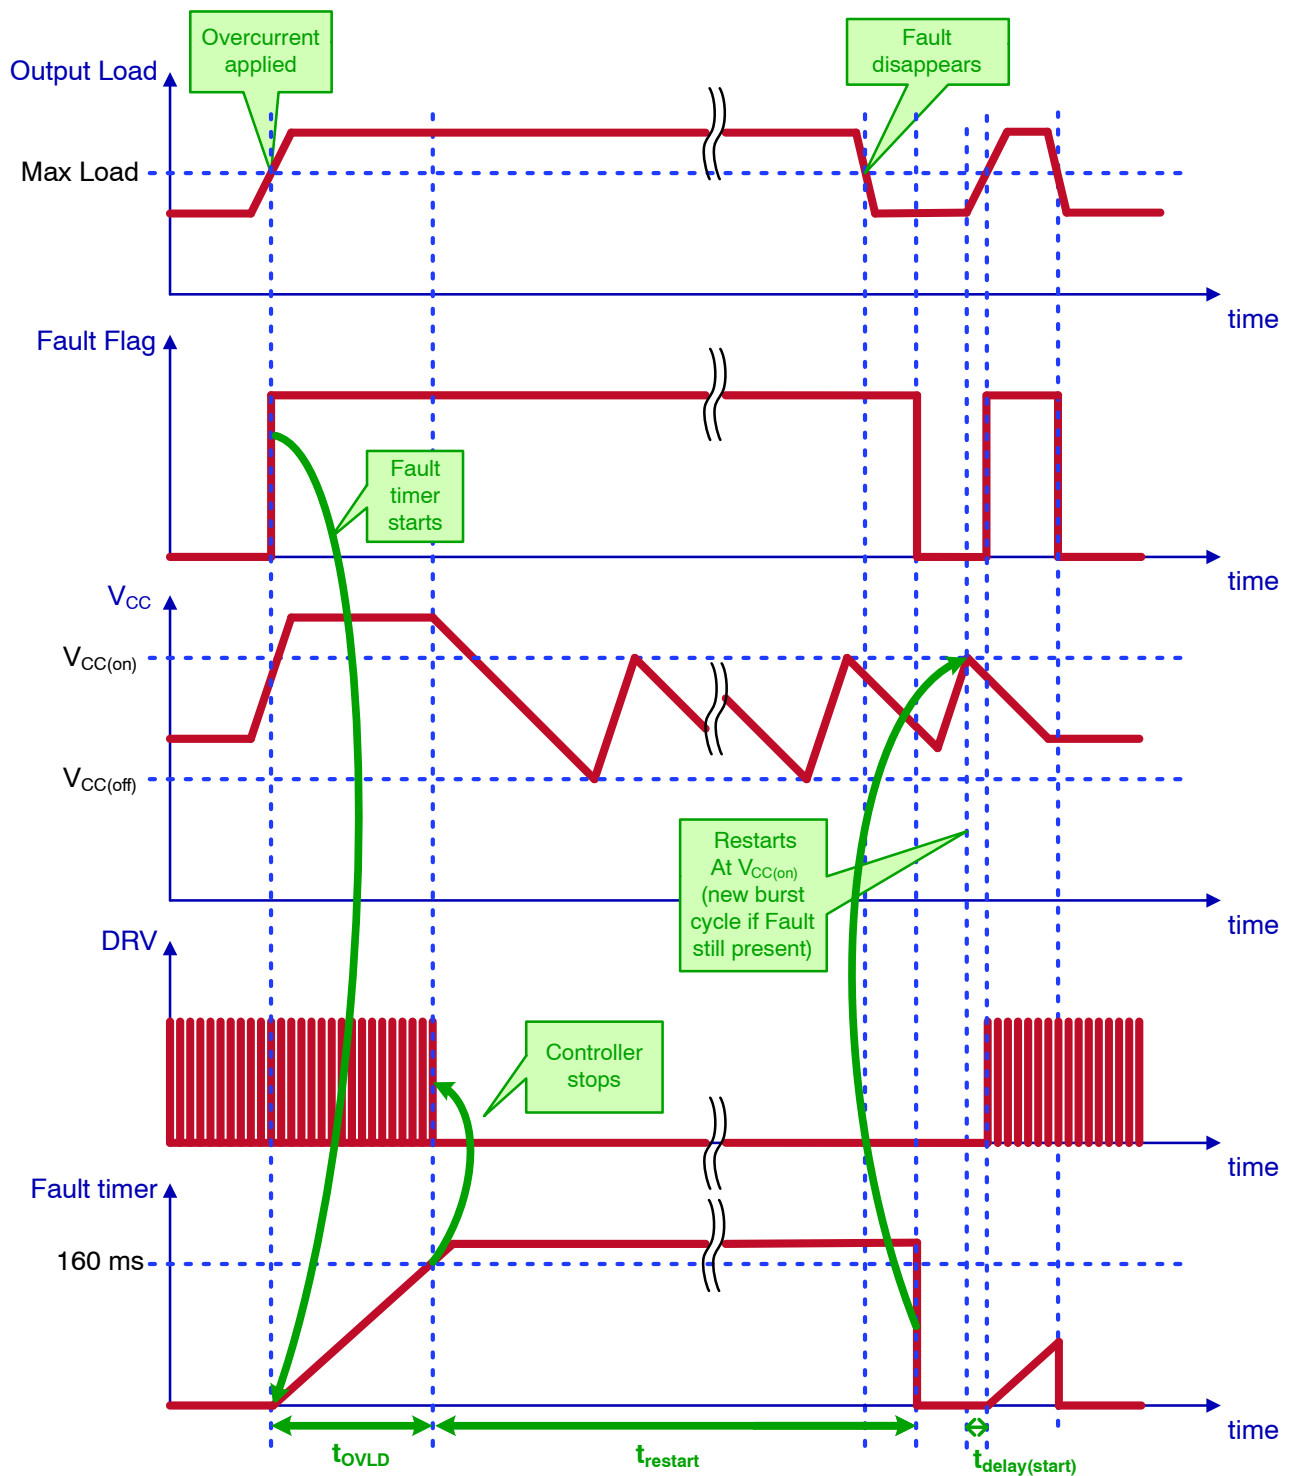 Overcurrent
applied
Fault
disappears
Output Load
Max Load
time
Fault Flag
Fault
timer
starts
time
VCC
VCC(on)
VCC(off)
Restarts
At VCC(on)
(new burst
cycle if Fault
still present)
time
DRV
Controller
stops
time
Fault timer
160 ms
time
tOVLD
trestart
tdelay(start)